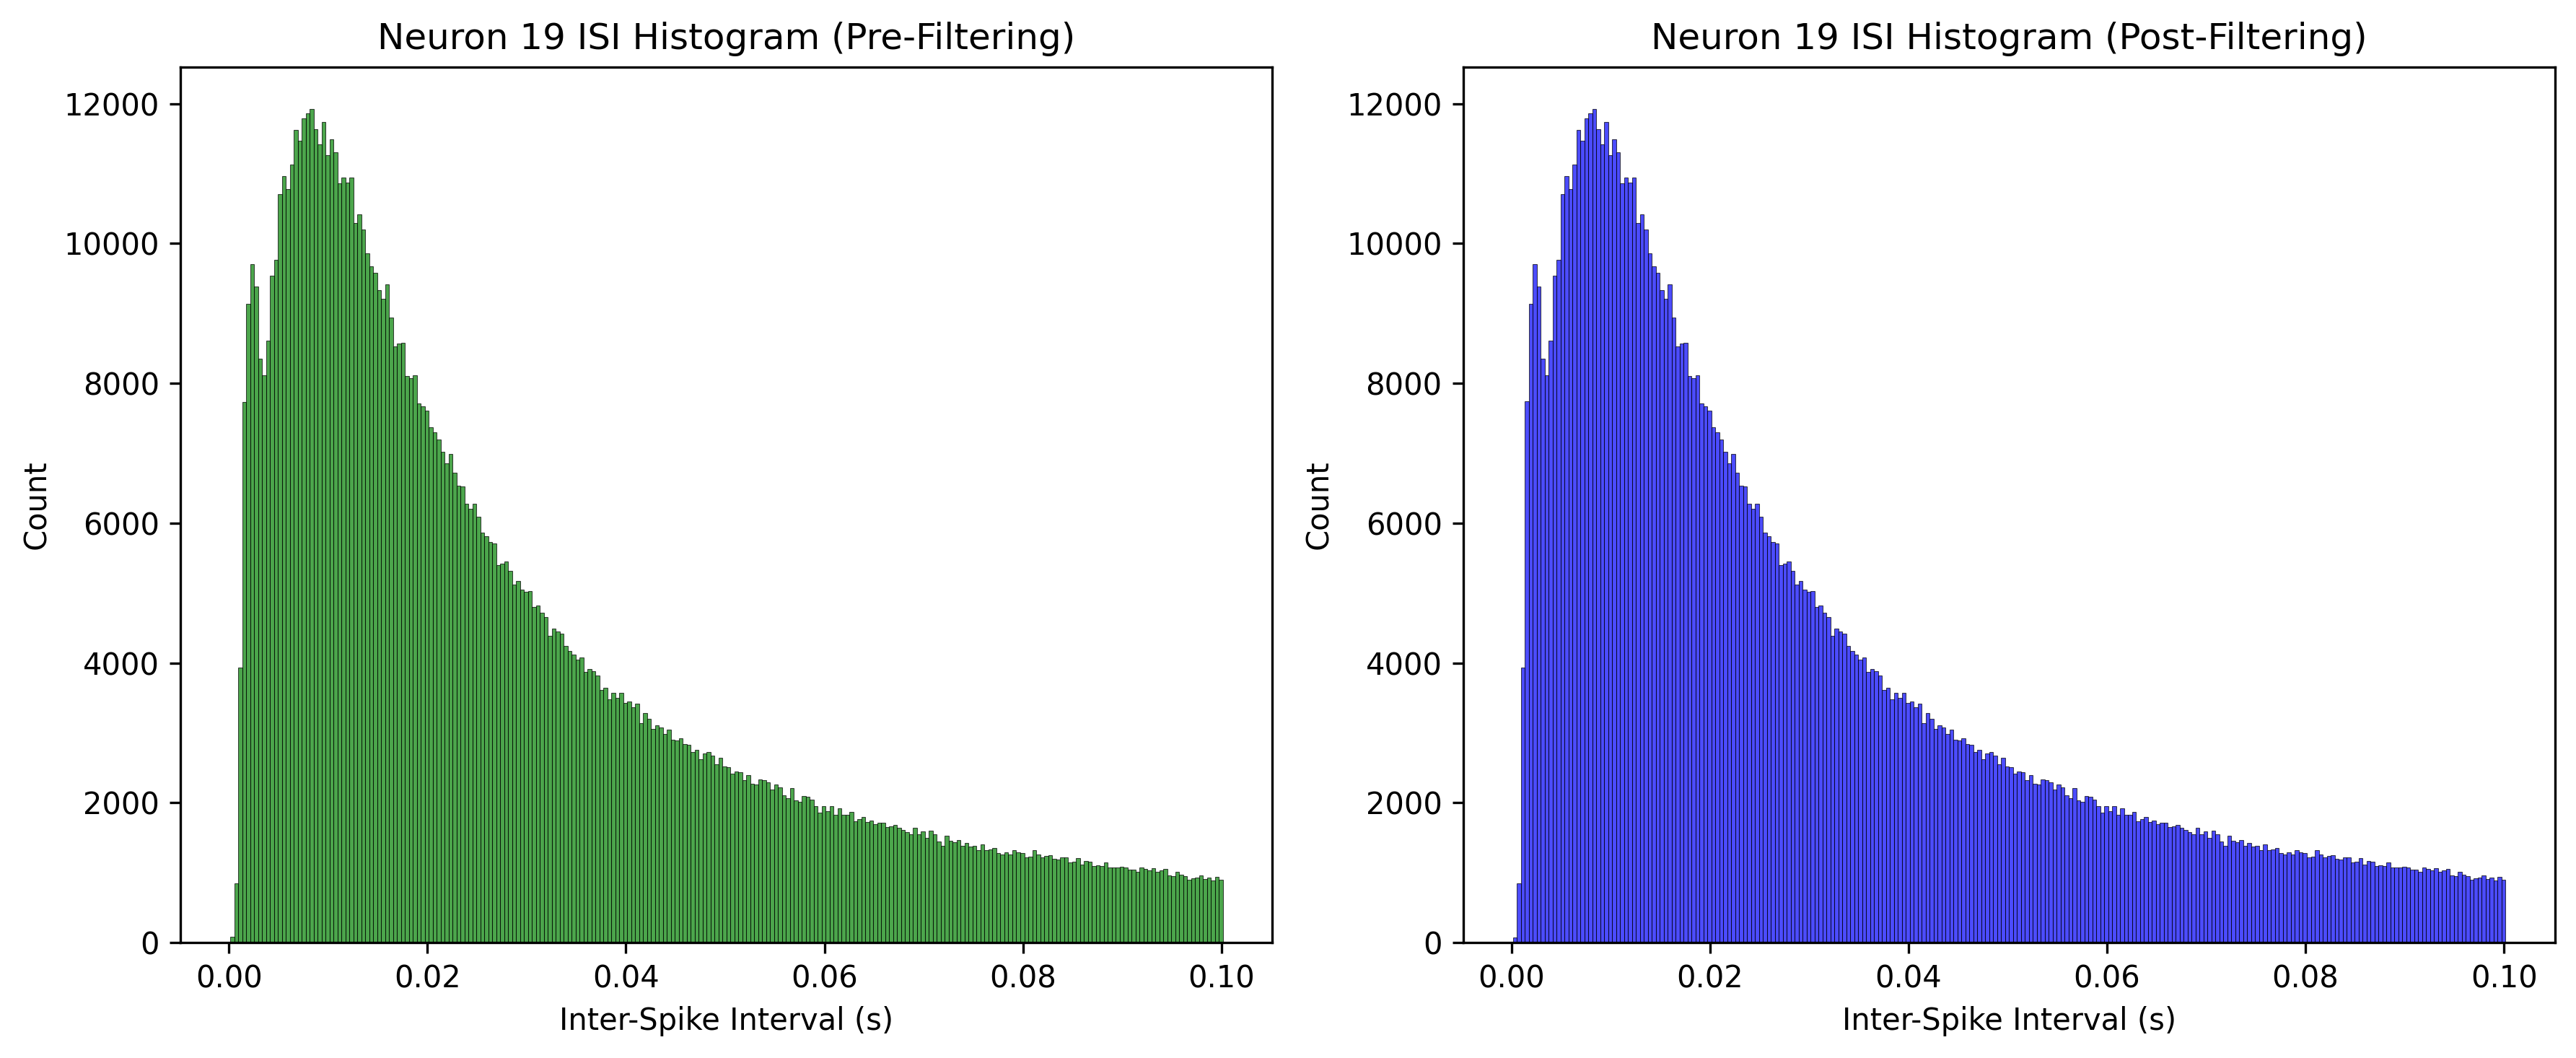 Neuron 19 ISI Histogram (Pre-Filtering)
12000
10000
8000
6000
4000
2000
0
Count
0.00 0.02 0.04 0.06 0.08 0.10
Inter-Spike Interval (s)
Neuron 19 ISI Histogram (Post-Filtering)
12000
10000
8000
6000
4000
2000
0
Count
0.00 0.02 0.04 0.06 0.08 0.10
Inter-Spike Interval (s)